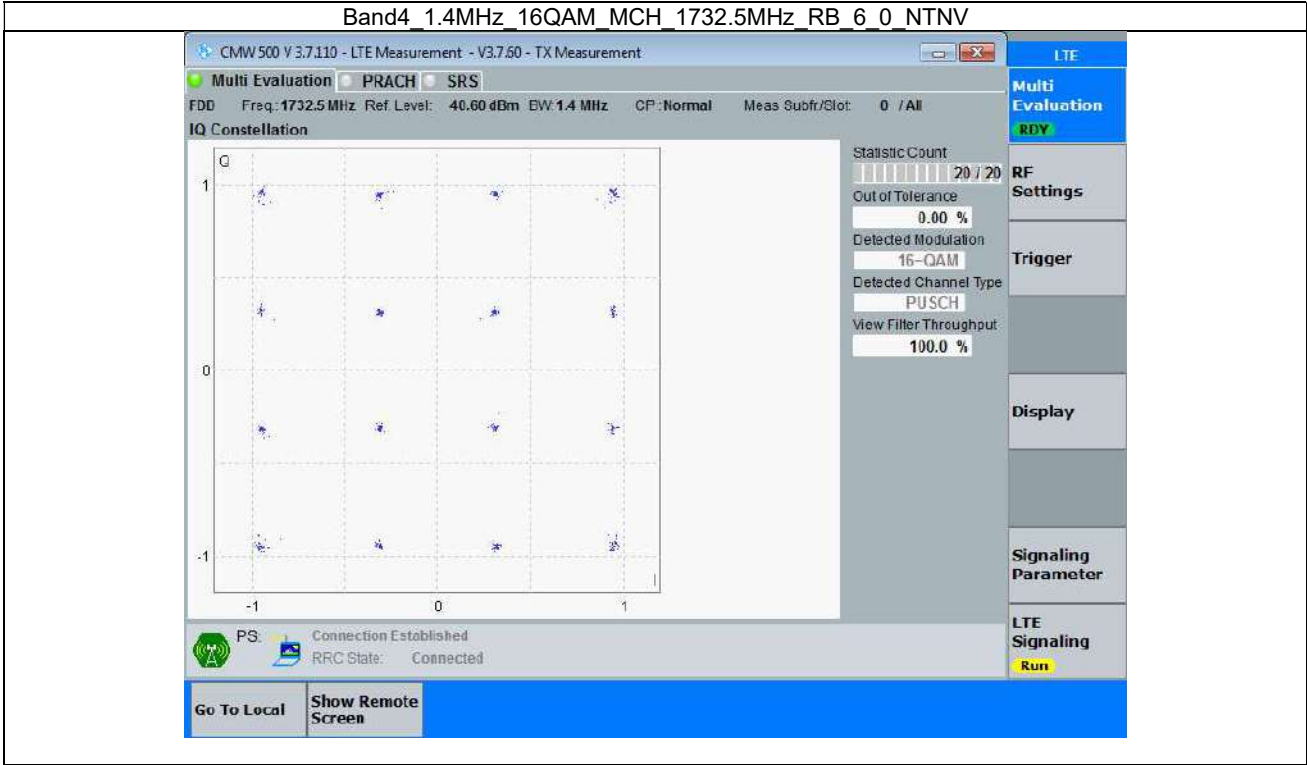 Band4_1.4MHz_16QAM_MCH_1732.5MHz_RB_6_0_NTNV
CMW 500 V 3.7.110 - LTE Measurement - V3.7.60 - TX Measurement
LTE
Multi Evaluation PRACH SRS
Multi
Evaluation
RDY
FDD Freq.: 1732.5 MHz Ref. Level: 40.60 dBm BW: 1.4 MHz CP: Normal Meas Subfr/Slot: 0 / All
IQ Constellation
Q
1
0
-1
-1 0 1
I
Statistic Count
20 / 20
Out of Tolerance
0.00 %
Detected Modulation
16-QAM
Detected Channel Type
PUSCH
View Filter Throughput
100.0 %
RF
Settings
Trigger
Display
Signaling
Parameter
LTE
Signaling
Run
PS: Connection Established
RRC State: Connected
Go To Local
Show Remote
Screen